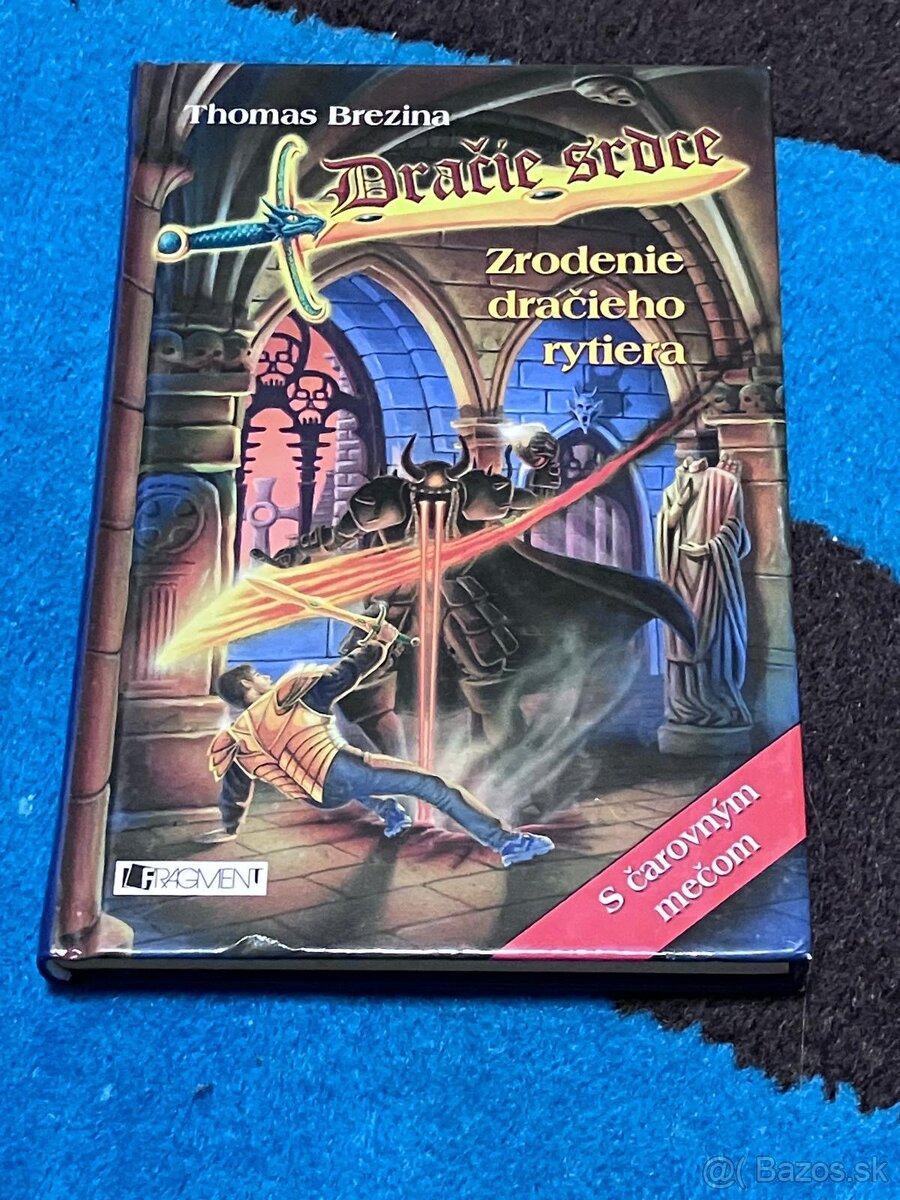 Thomas Brezina
Dračie srdce
Zrodenie
dračieho
rytiera
S čarovným
mečom
FRAGMENT
@( Bazos.sk